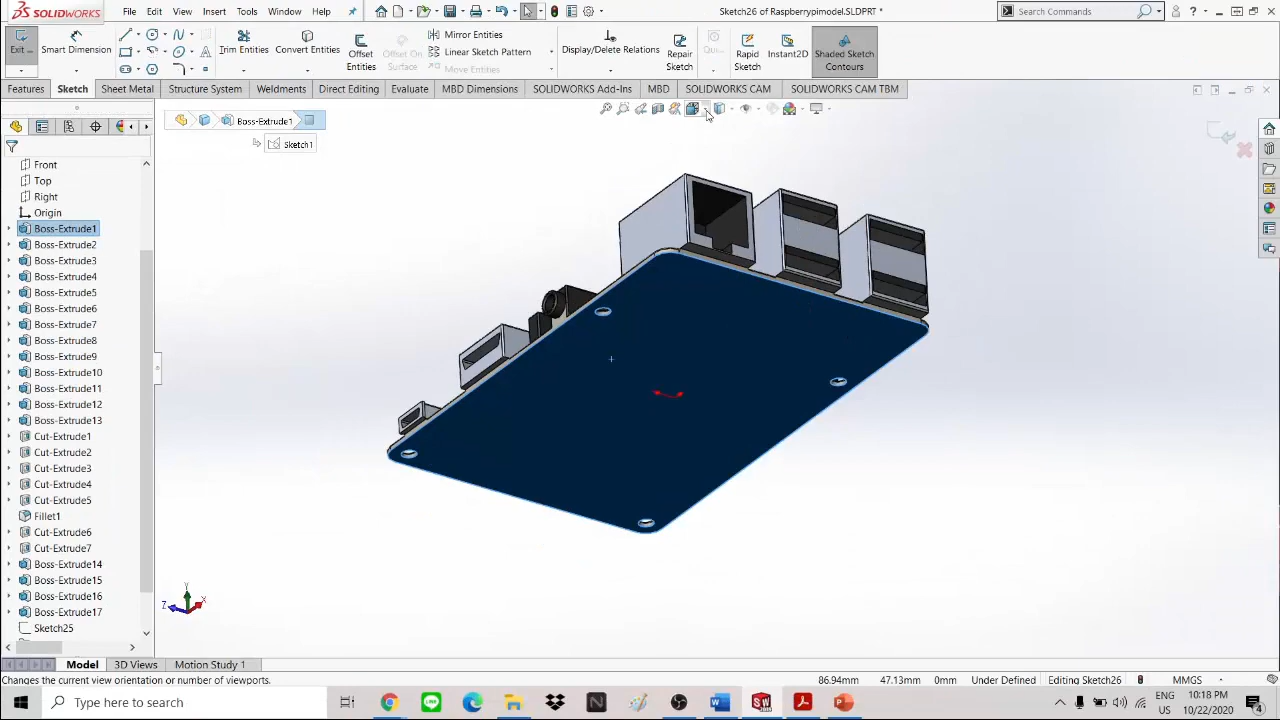 SOLIDWORKS
File Edit View Insert Tools Window Help
Sketch26 of Raspberrypimodel.SLDPRT *
Search Commands
Exit ...
Smart Dimension
Trim Entities
Convert Entities
Offset Entities
Offset On Surface
Mirror Entities
Linear Sketch Pattern
Move Entities
Display/Delete Relations
Repair Sketch
Qui...
Rapid Sketch
Instant2D
Shaded Sketch Contours
Features Sketch Sheet Metal Structure System Weldments Direct Editing Evaluate MBD Dimensions SOLIDWORKS Add-Ins MBD SOLIDWORKS CAM SOLIDWORKS CAM TBM
Boss-Extrude1
Sketch1
Front
Top
Right
Origin
Boss-Extrude1
Boss-Extrude2
Boss-Extrude3
Boss-Extrude4
Boss-Extrude5
Boss-Extrude6
Boss-Extrude7
Boss-Extrude8
Boss-Extrude9
Boss-Extrude10
Boss-Extrude11
Boss-Extrude12
Boss-Extrude13
Cut-Extrude1
Cut-Extrude2
Cut-Extrude3
Cut-Extrude4
Cut-Extrude5
Fillet1
Cut-Extrude6
Cut-Extrude7
Boss-Extrude14
Boss-Extrude15
Boss-Extrude16
Boss-Extrude17
Sketch25
Y
Z X
Model 3D Views Motion Study 1
Changes the current view orientation or number of viewports.
86.94mm 47.13mm 0mm Under Defined Editing Sketch26 MMGS
Type here to search
ENG 10:18 PM
US 10/22/2020
4